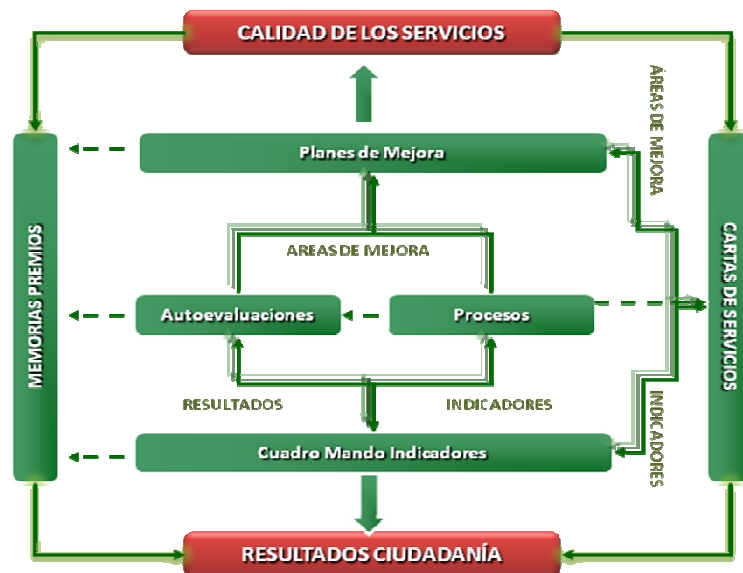 CALIDAD DE LOS SERVICIOS
ÁREAS DE MEJORA
Planes de Mejora
MEMORIAS PREMIOS
AREAS DE MEJORA
CARTAS DE SERVICIOS
Autoevaluaciones
Procesos
RESULTADOS
INDICADORES
INDICADORES
Cuadro Mando Indicadores
RESULTADOS CIUDADANÍA